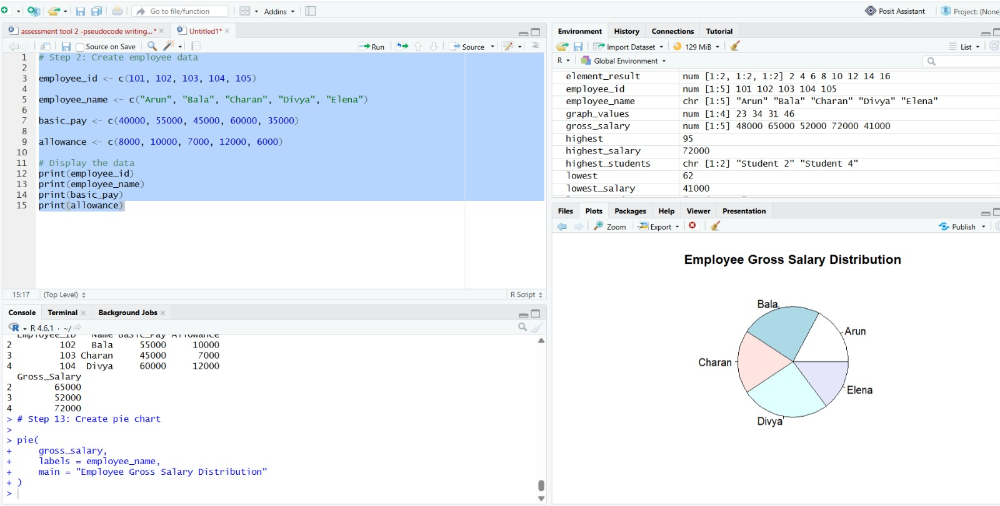 Go to file/function
Addins
Posit Assistant
Project: (None
assessment tool 2 -pseudocode writing...*
Untitled1*
Source on Save
Run
Source
1 # Step 2: Create employee data
2
3 employee_id <- c(101, 102, 103, 104, 105)
4
5 employee_name <- c("Arun", "Bala", "Charan", "Divya", "Elena")
6
7 basic_pay <- c(40000, 55000, 45000, 60000, 35000)
8
9 allowance <- c(8000, 10000, 7000, 12000, 6000)
10
11 # Display the data
12 print(employee_id)
13 print(employee_name)
14 print(basic_pay)
15 print(allowance)
15:17 (Top Level) R Script
Console Terminal Background Jobs
R 4.6.1 · ~/
Employee_ID Name Basic_Pay Allowance
2 102 Bala 55000 10000
3 103 Charan 45000 7000
4 104 Divya 60000 12000
Gross_Salary
2 65000
3 52000
4 72000
> # Step 13: Create pie chart
>
> pie(
+ gross_salary,
+ labels = employee_name,
+ main = "Employee Gross Salary Distribution"
+ )
>
Environment History Connections Tutorial
Import Dataset 129 MiB List
R Global Environment
element_result num [1:2, 1:2, 1:2] 2 4 6 8 10 12 14 16
employee_id num [1:5] 101 102 103 104 105
employee_name chr [1:5] "Arun" "Bala" "Charan" "Divya" "Elena"
graph_values num [1:4] 23 34 31 46
gross_salary num [1:5] 48000 65000 52000 72000 41000
highest 95
highest_salary 72000
highest_students chr [1:2] "Student 2" "Student 4"
lowest 62
lowest_salary 41000
Files Plots Packages Help Viewer Presentation
Zoom Export Publish
Employee Gross Salary Distribution
Bala
Arun
Charan
Elena
Divya